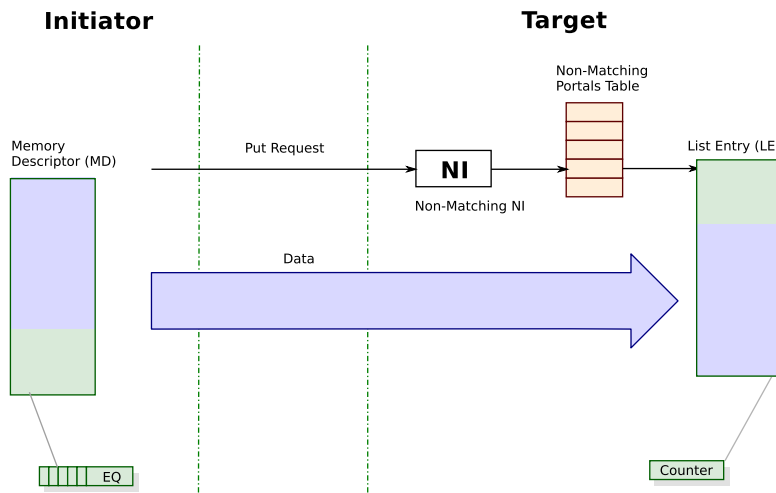 Initiator
Target
Non-Matching
Portals Table
Memory
Descriptor (MD)
Put Request
List Entry (LE
NI
Non-Matching NI
Data
EQ
Counter